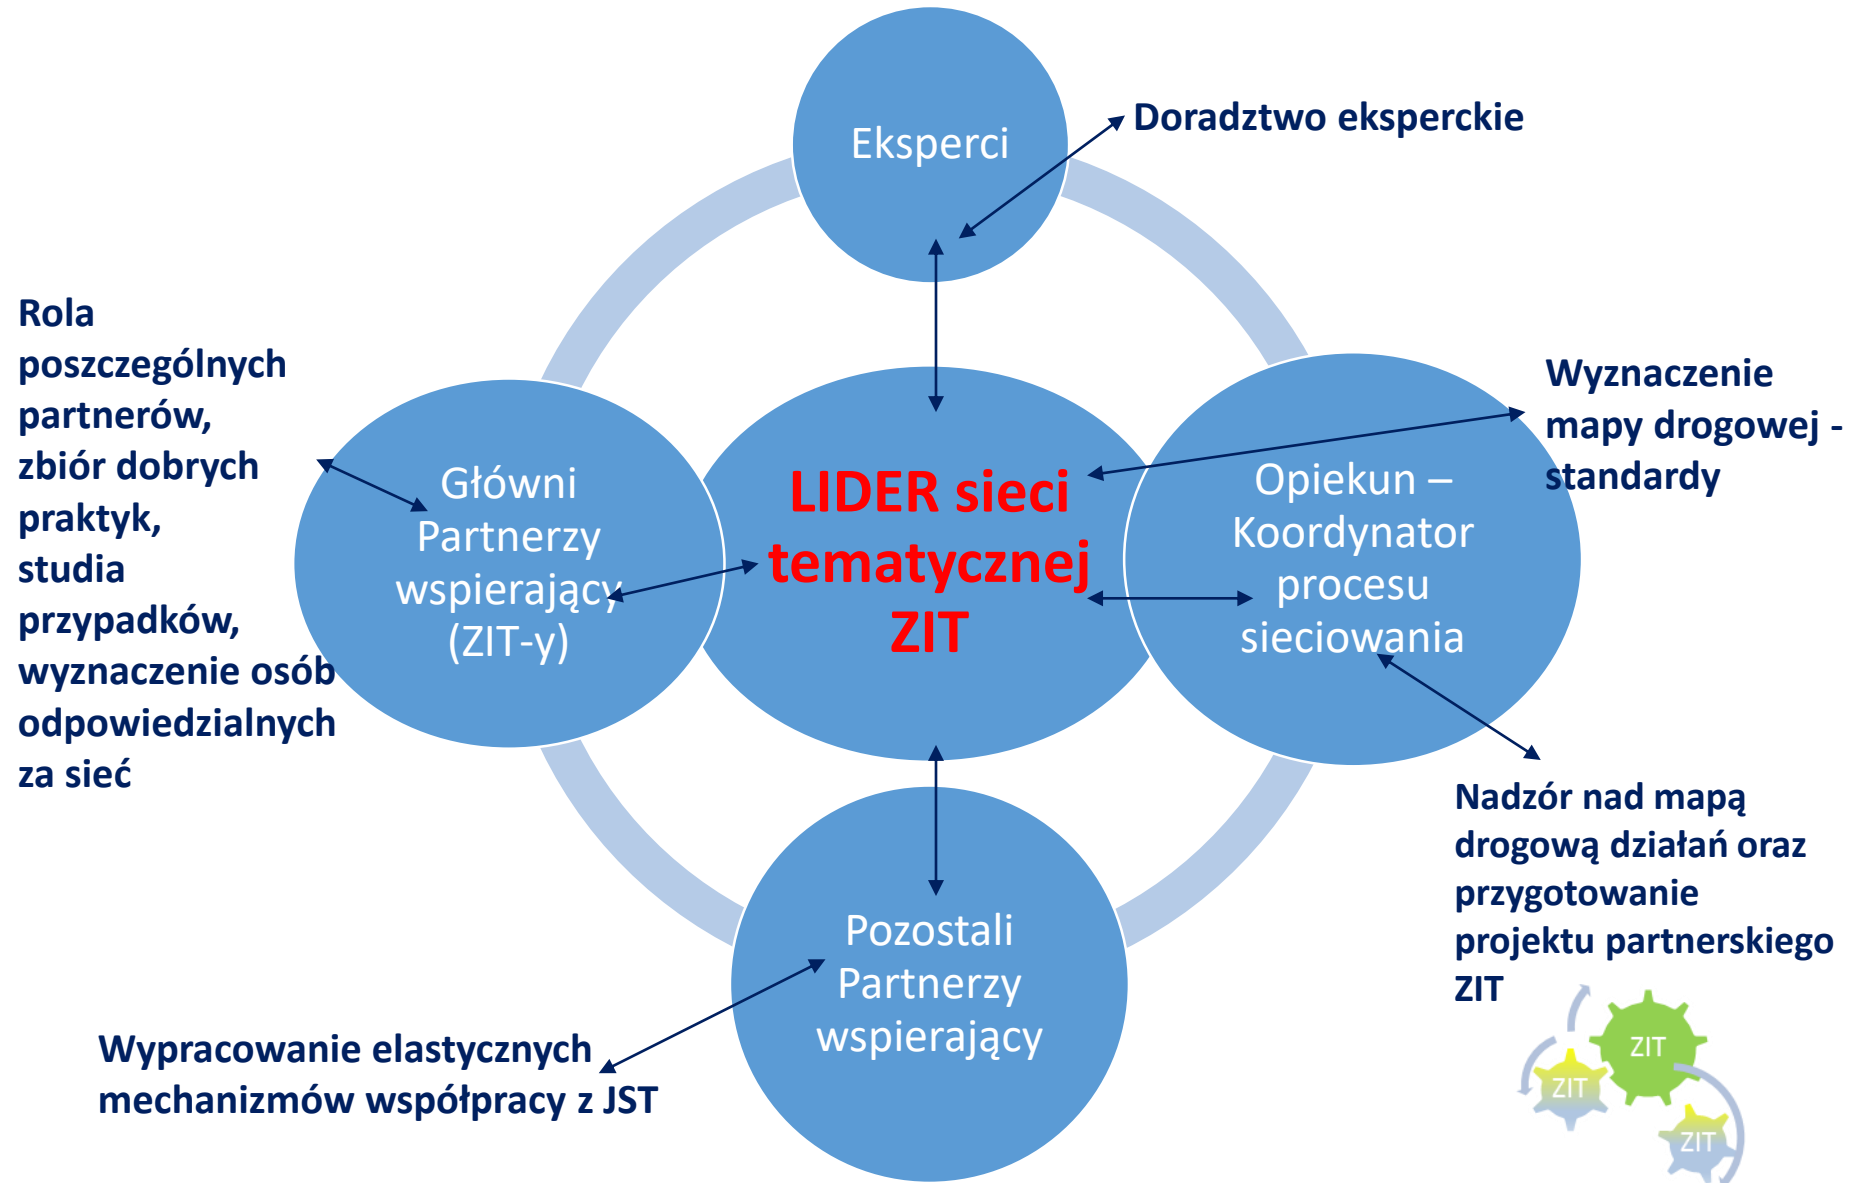 Eksperci
Doradztwo eksperckie
Rola
poszczególnych
partnerów,
zbiór dobrych
praktyk,
studia
przypadków,
wyznaczenie osób
odpowiedzialnych
za sieć
Główni
Partnerzy
wspierający
(ZIT-y)
LIDER sieci
tematycznej
ZIT
Opiekun –
Koordynator
procesu
sieciowania
Wyznaczenie
mapy drogowej -
standardy
Nadzór nad mapą
drogową działań oraz
przygotowanie
projektu partnerskiego
ZIT
Pozostali
Partnerzy
wspierający
Wypracowanie elastycznych
mechanizmów współpracy z JST
ZIT
ZIT
ZIT